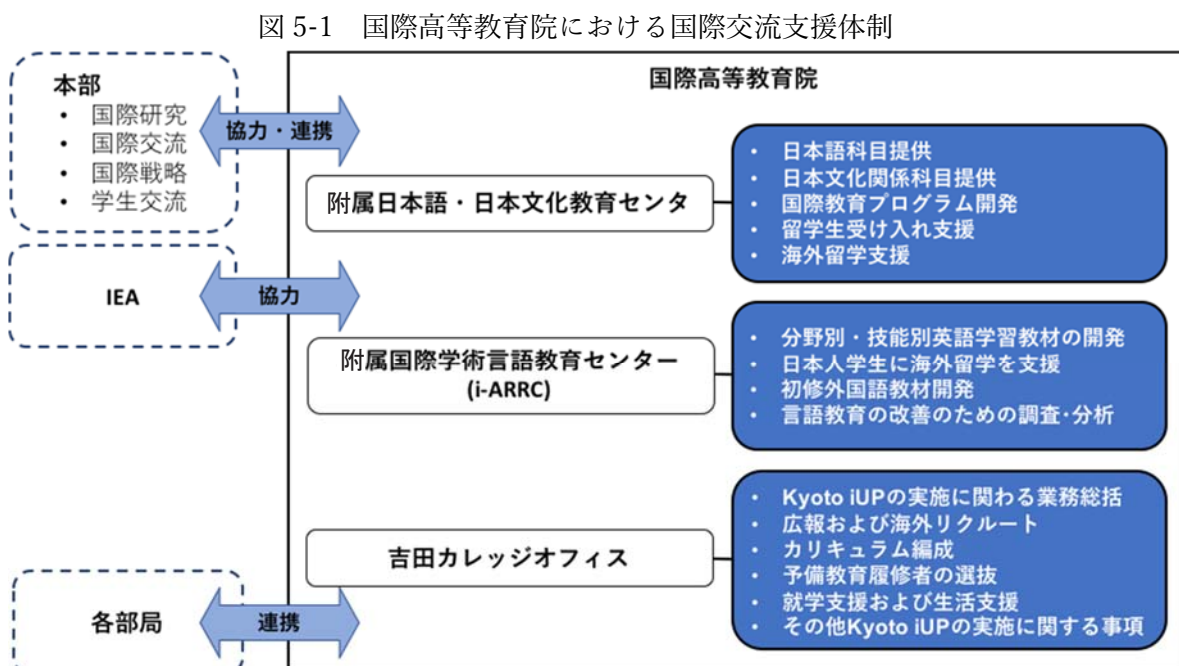 図 5-1　国際高等教育院における国際交流支援体制
国際高等教育院
本部
• 国際研究
• 国際交流
• 国際戦略
• 学生交流
協力・連携
附属日本語・日本文化教育センタ
• 日本語科目提供
• 日本文化関係科目提供
• 国際教育プログラム開発
• 留学生受け入れ支援
• 海外留学支援
IEA
協力
附属国際学術言語教育センター
(i-ARRC)
• 分野別・技能別英語学習教材の開発
• 日本人学生に海外留学を支援
• 初修外国語教材開発
• 言語教育の改善のための調査･分析
吉田カレッジオフィス
• Kyoto iUPの実施に関わる業務総括
• 広報および海外リクルート
• カリキュラム編成
• 予備教育履修者の選抜
• 就学支援および生活支援
• その他Kyoto iUPの実施に関する事項
各部局
連携